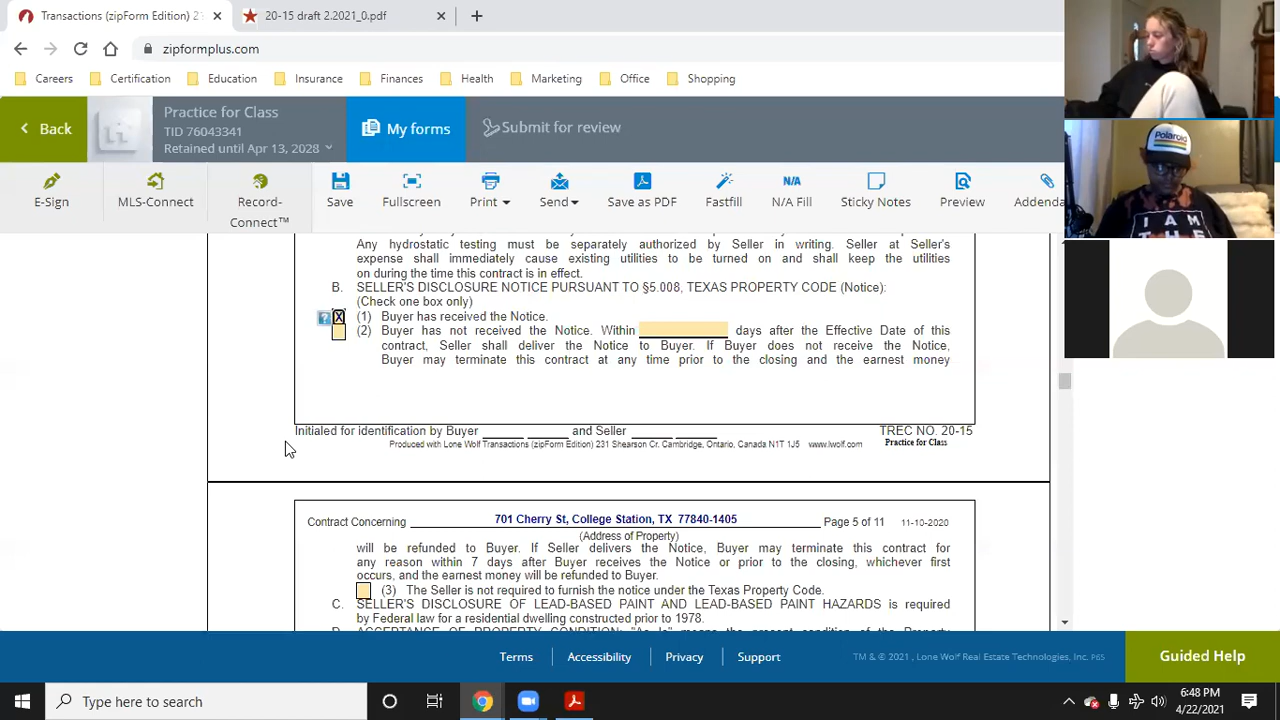 Transactions (zipForm Edition) 2
20-15 draft 2.2021_0.pdf
zipformplus.com
Careers Certification Education Insurance Finances Health Marketing Office Shopping
Back
Practice for Class
TID 76043341
Retained until Apr 13, 2028
My forms
Submit for review
E-Sign
MLS-Connect
Record-
Connect™
Save
Fullscreen
Print
Send
Save as PDF
Fastfill
N/A
N/A Fill
Sticky Notes
Preview
Addenda
Polaroid
I AM
Any hydrostatic testing must be separately authorized by Seller in writing. Seller at Seller's
expense shall immediately cause existing utilities to be turned on and shall keep the utilities
on during the time this contract is in effect.
B. SELLER'S DISCLOSURE NOTICE PURSUANT TO §5.008, TEXAS PROPERTY CODE (Notice):
(Check one box only)
? X (1) Buyer has received the Notice.
(2) Buyer has not received the Notice. Within days after the Effective Date of this
contract, Seller shall deliver the Notice to Buyer. If Buyer does not receive the Notice,
Buyer may terminate this contract at any time prior to the closing and the earnest money
Initialed for identification by Buyer and Seller TREC NO. 20-15
Produced with Lone Wolf Transactions (zipForm Edition) 231 Shearson Cr. Cambridge, Ontario, Canada N1T 1J5 www.lwolf.com Practice for Class
Contract Concerning 701 Cherry St, College Station, TX 77840-1405 Page 5 of 11 11-10-2020
(Address of Property)
will be refunded to Buyer. If Seller delivers the Notice, Buyer may terminate this contract for
any reason within 7 days after Buyer receives the Notice or prior to the closing, whichever first
occurs, and the earnest money will be refunded to Buyer.
(3) The Seller is not required to furnish the notice under the Texas Property Code.
C. SELLER'S DISCLOSURE OF LEAD-BASED PAINT AND LEAD-BASED PAINT HAZARDS is required
by Federal law for a residential dwelling constructed prior to 1978.
Terms Accessibility Privacy Support
TM & © 2021 , Lone Wolf Real Estate Technologies, Inc. P65
Guided Help
Type here to search
6:48 PM
4/22/2021